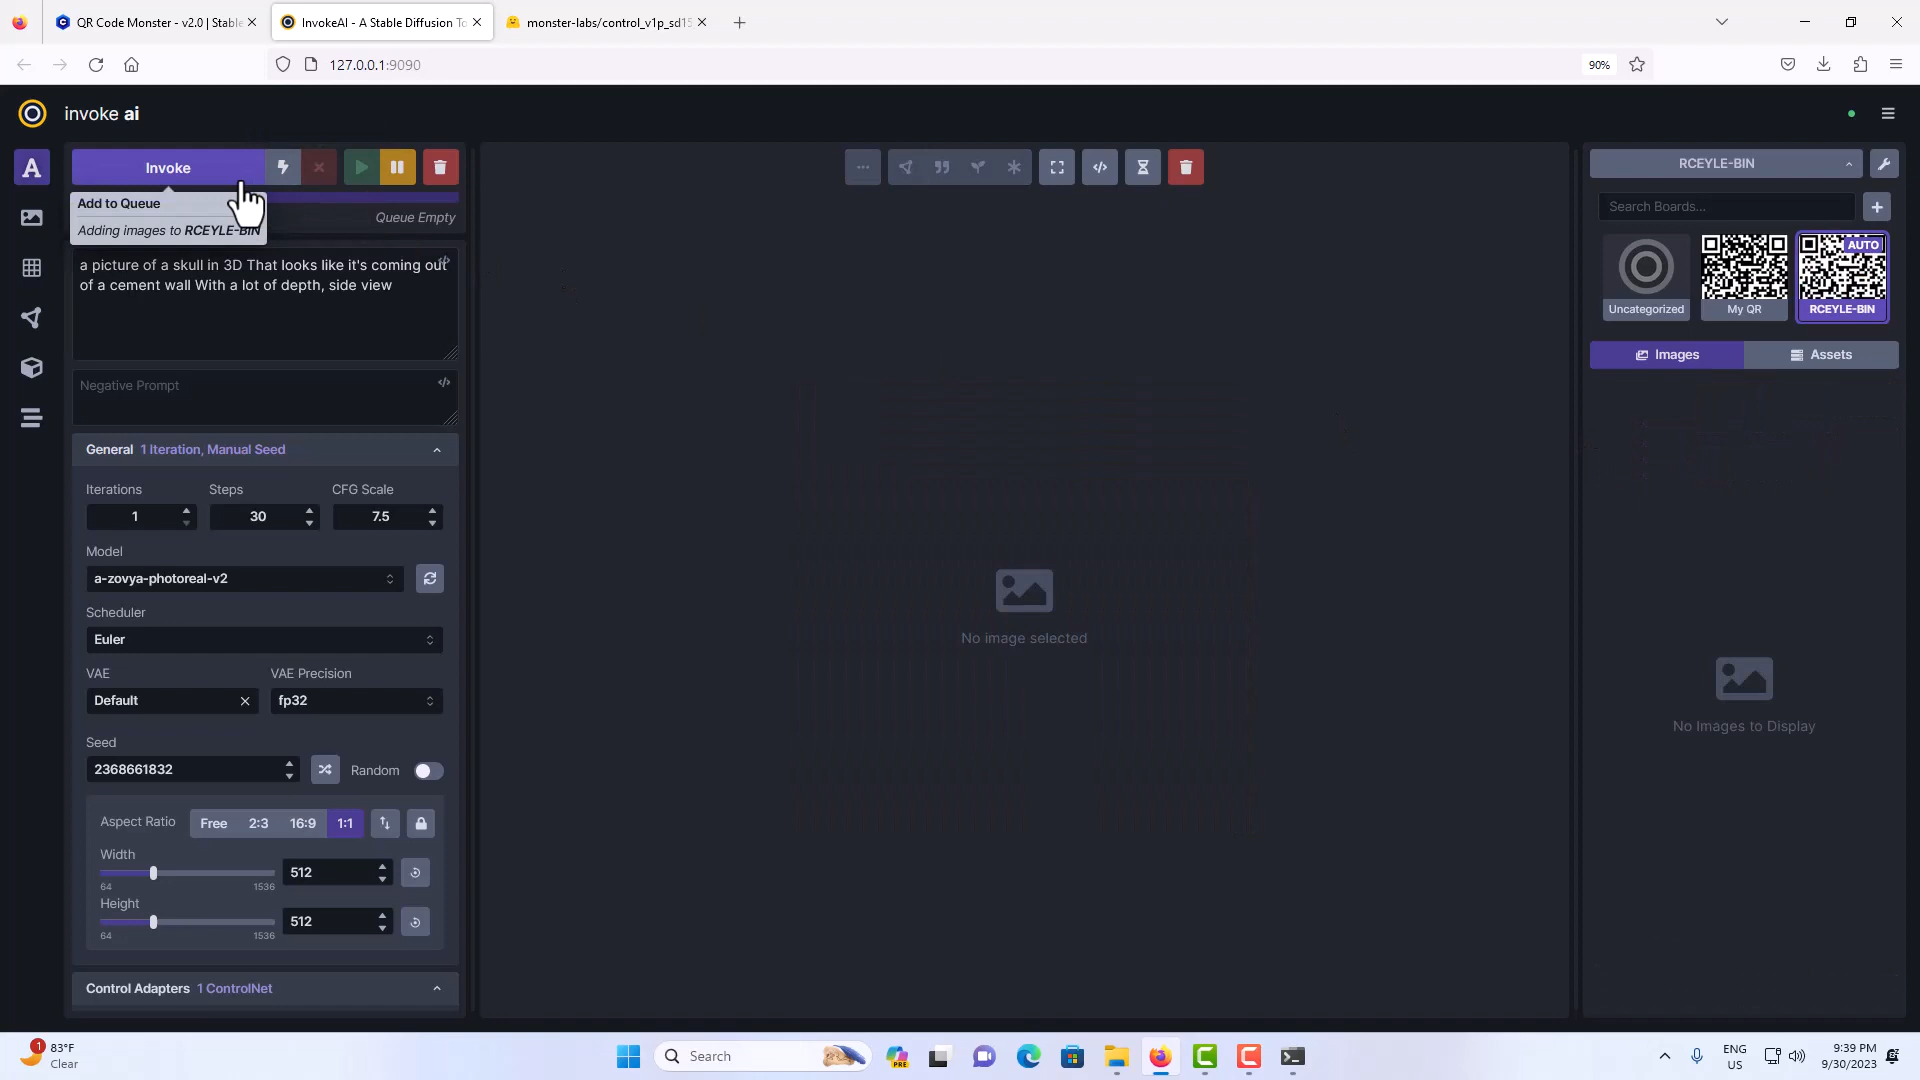 QR Code Monster - v2.0 | Stable
InvokeAI - A Stable Diffusion To
monster-labs/control_v1p_sd15
127.0.0.1:9090
90%
invoke ai
Invoke
Add to Queue
Adding images to RCEYLE-BIN
Queue Empty
a picture of a skull in 3D That looks like it's coming out
of a cement wall With a lot of depth, side view
Negative Prompt
General 1 Iteration, Manual Seed
Iterations Steps CFG Scale
1 30 7.5
Model
a-zovya-photoreal-v2
Scheduler
Euler
VAE VAE Precision
Default fp32
Seed
2368661832 Random
Aspect Ratio Free 2:3 16:9 1:1
Width
512
64 1536
Height
512
64 1536
Control Adapters 1 ControlNet
No image selected
RCEYLE-BIN
Search Boards...
AUTO
Uncategorized My QR RCEYLE-BIN
Images Assets
No Images to Display
1
83°F
Clear
Search
PRE
ENG
US
9:39 PM
9/30/2023